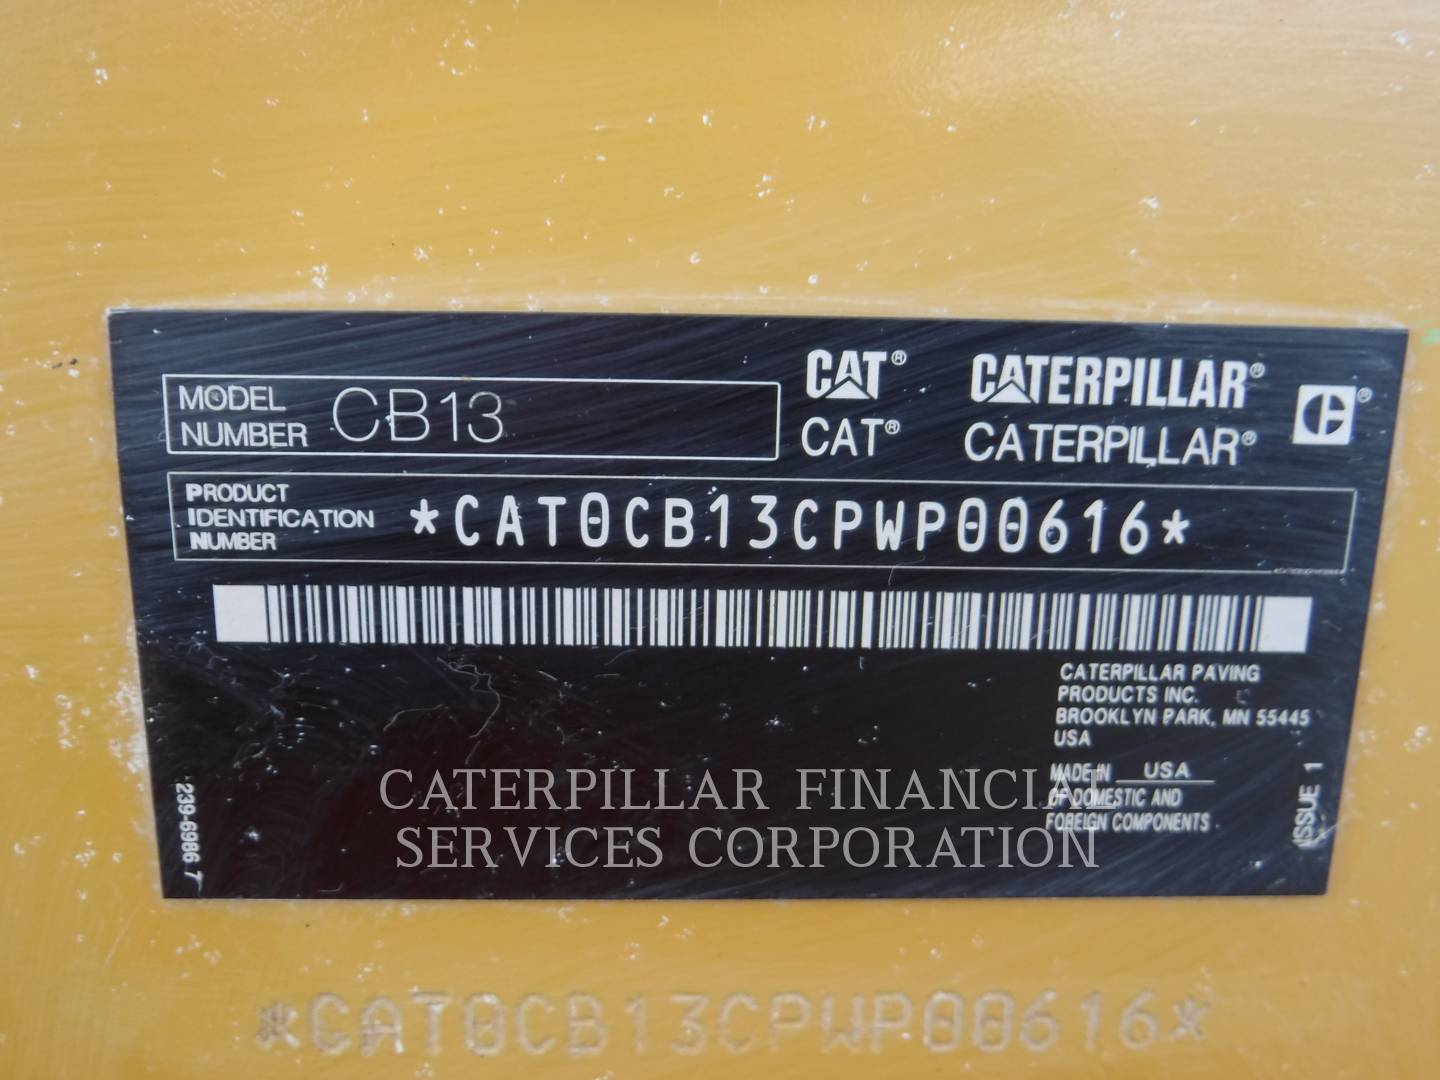 MODEL
NUMBER CB13
CAT® CATERPILLAR®
CAT® CATERPILLAR®
PRODUCT
IDENTIFICATION
NUMBER
*CAT0CB13CPWP00616*
CATERPILLAR PAVING
PRODUCTS INC.
BROOKLYN PARK, MN 55445
USA
MADE IN USA
OF DOMESTIC AND
FOREIGN COMPONENTS
239-6986 7
ISSUE 1
CATERPILLAR FINANCIAL
SERVICES CORPORATION
*CAT0CB13CPWP00616*